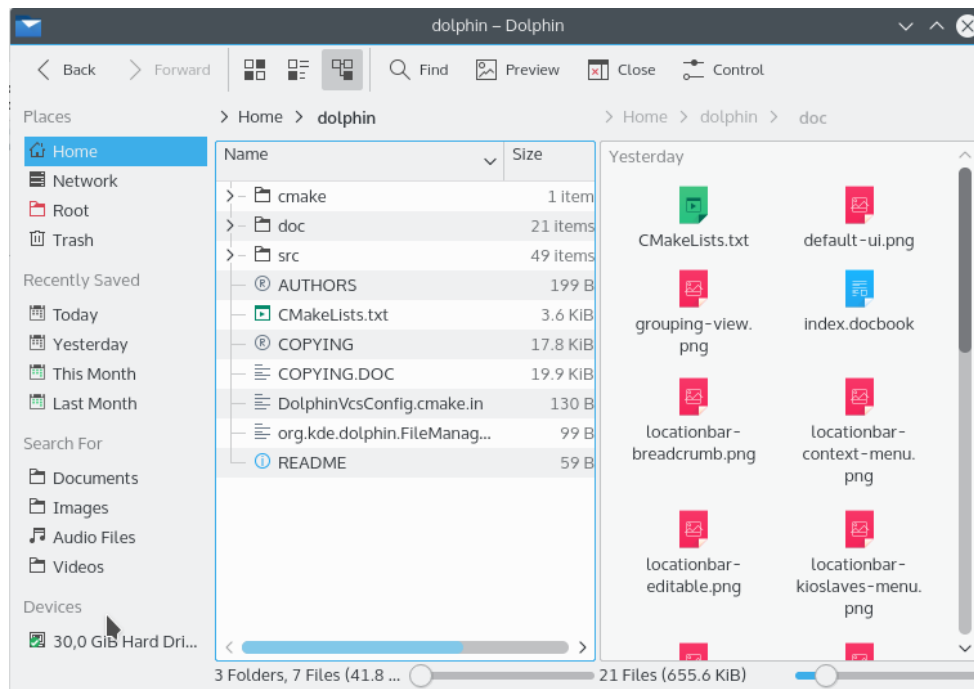 dolphin – Dolphin
Back
Forward
Find
Preview
Close
Control
Places
Home
Network
Root
Trash
Recently Saved
Today
Yesterday
This Month
Last Month
Search For
Documents
Images
Audio Files
Videos
Devices
30,0 GiB Hard Dri...
> Home > dolphin
Name Size
cmake 1 item
doc 21 items
src 49 items
AUTHORS 199 B
CMakeLists.txt 3.6 KiB
COPYING 17.8 KiB
COPYING.DOC 19.9 KiB
DolphinVcsConfig.cmake.in 130 B
org.kde.dolphin.FileManag... 99 B
README 59 B
3 Folders, 7 Files (41.8 ...
> Home > dolphin > doc
Yesterday
CMakeLists.txt
default-ui.png
grouping-view.
png
index.docbook
locationbar-
breadcrumb.png
locationbar-
context-menu.
png
locationbar-
editable.png
locationbar-
kioslaves-menu.
png
21 Files (655.6 KiB)